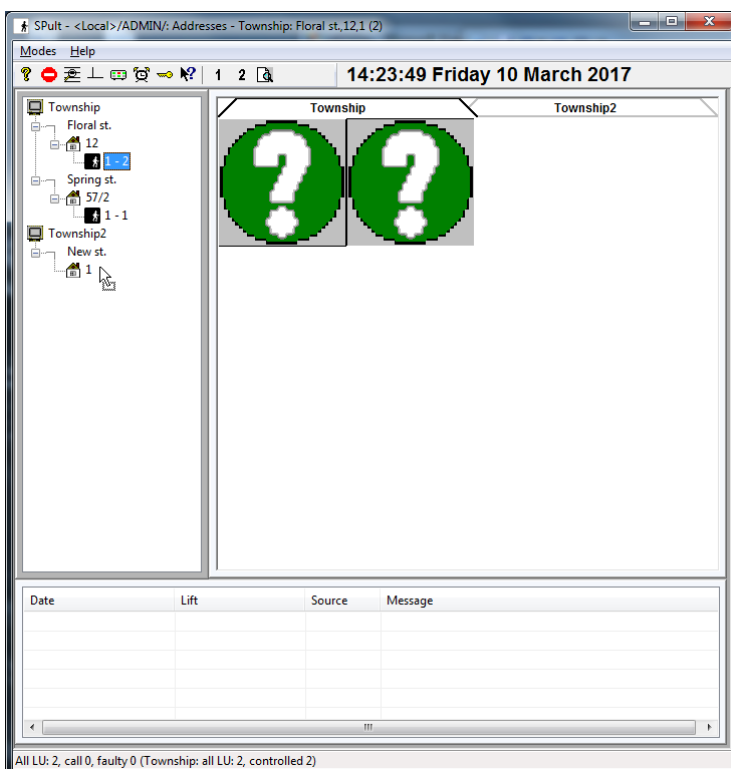 SPult - <Local>/ADMIN/: Addresses - Township: Floral st.,12,1 (2)
Modes Help
1 2 14:23:49 Friday 10 March 2017
Township
Floral st.
12
1 - 2
Spring st.
57/2
1 - 1
Township2
New st.
1
Township Township2
Date Lift Source Message
All LU: 2, call 0, faulty 0 (Township: all LU: 2, controlled 2)